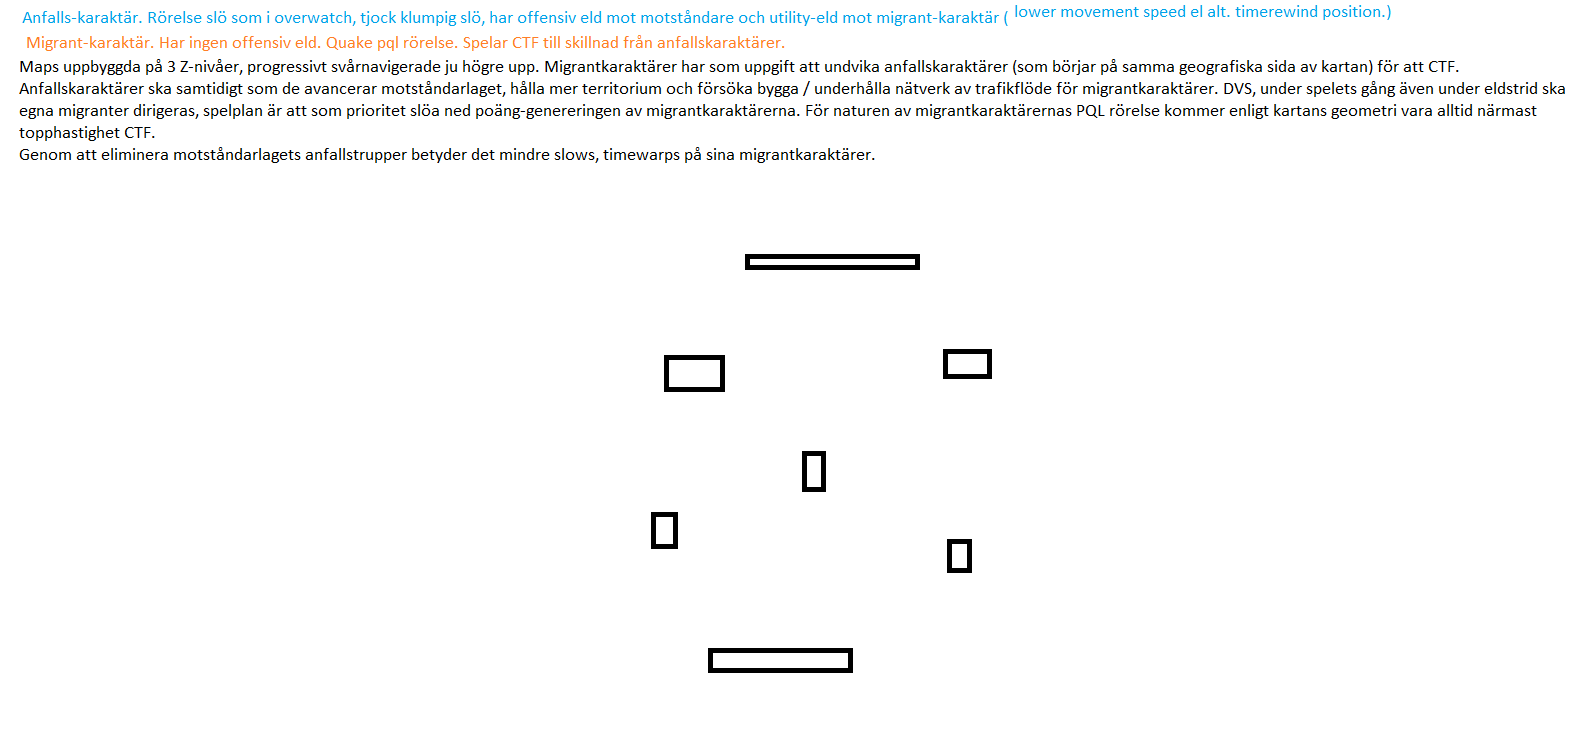 Anfalls-karaktär. Rörelse slö som i overwatch, tjock klumpig slö, har offensiv eld mot motståndare och utility-eld mot migrant-karaktär ( lower movement speed el alt. timerewind position.)
Migrant-karaktär. Har ingen offensiv eld. Quake pql rörelse. Spelar CTF till skillnad från anfallskaraktärer.
Maps uppbyggda på 3 Z-nivåer, progressivt svårnavigerade ju högre upp. Migrantkaraktärer har som uppgift att undvika anfallskaraktärer (som börjar på samma geografiska sida av kartan) för att CTF.
Anfallskaraktärer ska samtidigt som de avancerar motståndarlaget, hålla mer territorium och försöka bygga / underhålla nätverk av trafikflöde för migrantkaraktärer. DVS, under spelets gång även under eldstrid ska
egna migranter dirigeras, spelplan är att som prioritet slöa ned poäng-genereringen av migrantkaraktärerna. För naturen av migrantkaraktärernas PQL rörelse kommer enligt kartans geometri vara alltid närmast
topphastighet CTF.
Genom att eliminera motståndarlagets anfallstrupper betyder det mindre slows, timewarps på sina migrantkaraktärer.